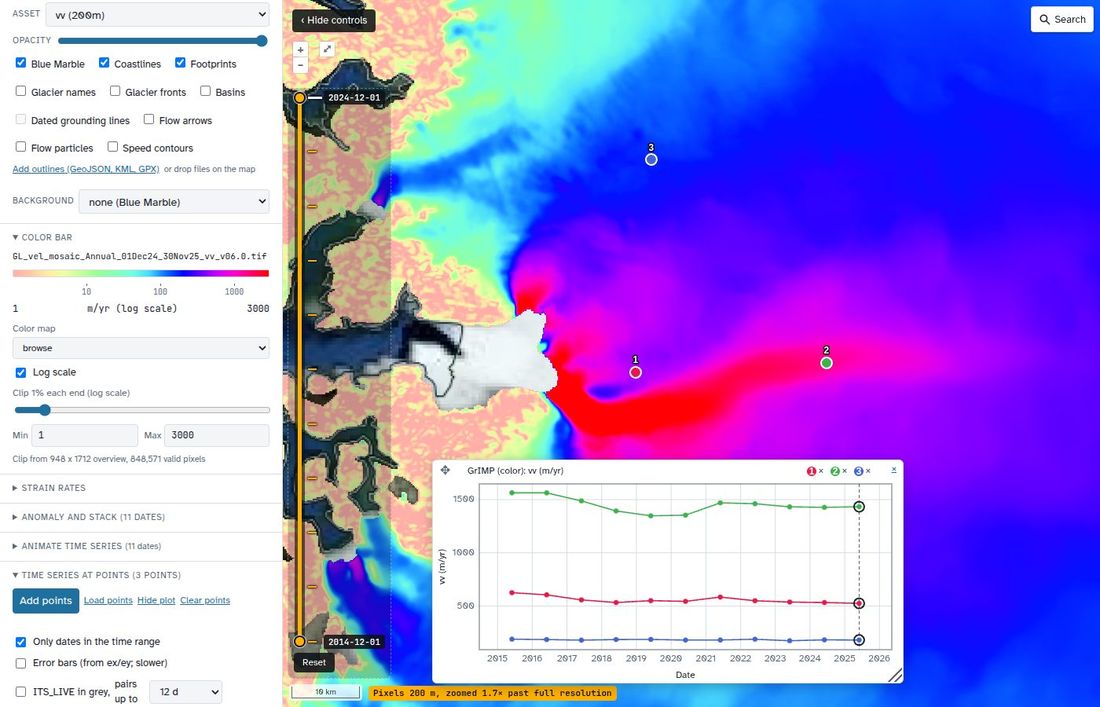 ASSET vv (200m)
OPACITY
Blue Marble Coastlines Footprints
Glacier names Glacier fronts Basins
Dated grounding lines Flow arrows
Flow particles Speed contours
Add outlines (GeoJSON, KML, GPX) or drop files on the map
BACKGROUND none (Blue Marble)
▼ COLOR BAR
GL_vel_mosaic_Annual_01Dec24_30Nov25_vv_v06.0.tif
10 100 1000
1 m/yr (log scale) 3000
Color map
browse
Log scale
Clip 1% each end (log scale)
Min 1 Max 3000
Clip from 948 x 1712 overview, 848,571 valid pixels
▶ STRAIN RATES
▶ ANOMALY AND STACK (11 DATES)
▶ ANIMATE TIME SERIES (11 dates)
▼ TIME SERIES AT POINTS (3 POINTS)
Add points Load points Hide plot Clear points
Only dates in the time range
Error bars (from ex/ey; slower)
ITS_LIVE in grey, pairs up to 12 d
‹ Hide controls
Search
+
−
2024-12-01
3
1
2
2014-12-01
Reset
10 km
Pixels 200 m, zoomed 1.7× past full resolution
GrIMP (color): vv (m/yr) 1 × 2 × 3 × ×
1500
1000
500
vv (m/yr)
2015 2016 2017 2018 2019 2020 2021 2022 2023 2024 2025 2026
Date